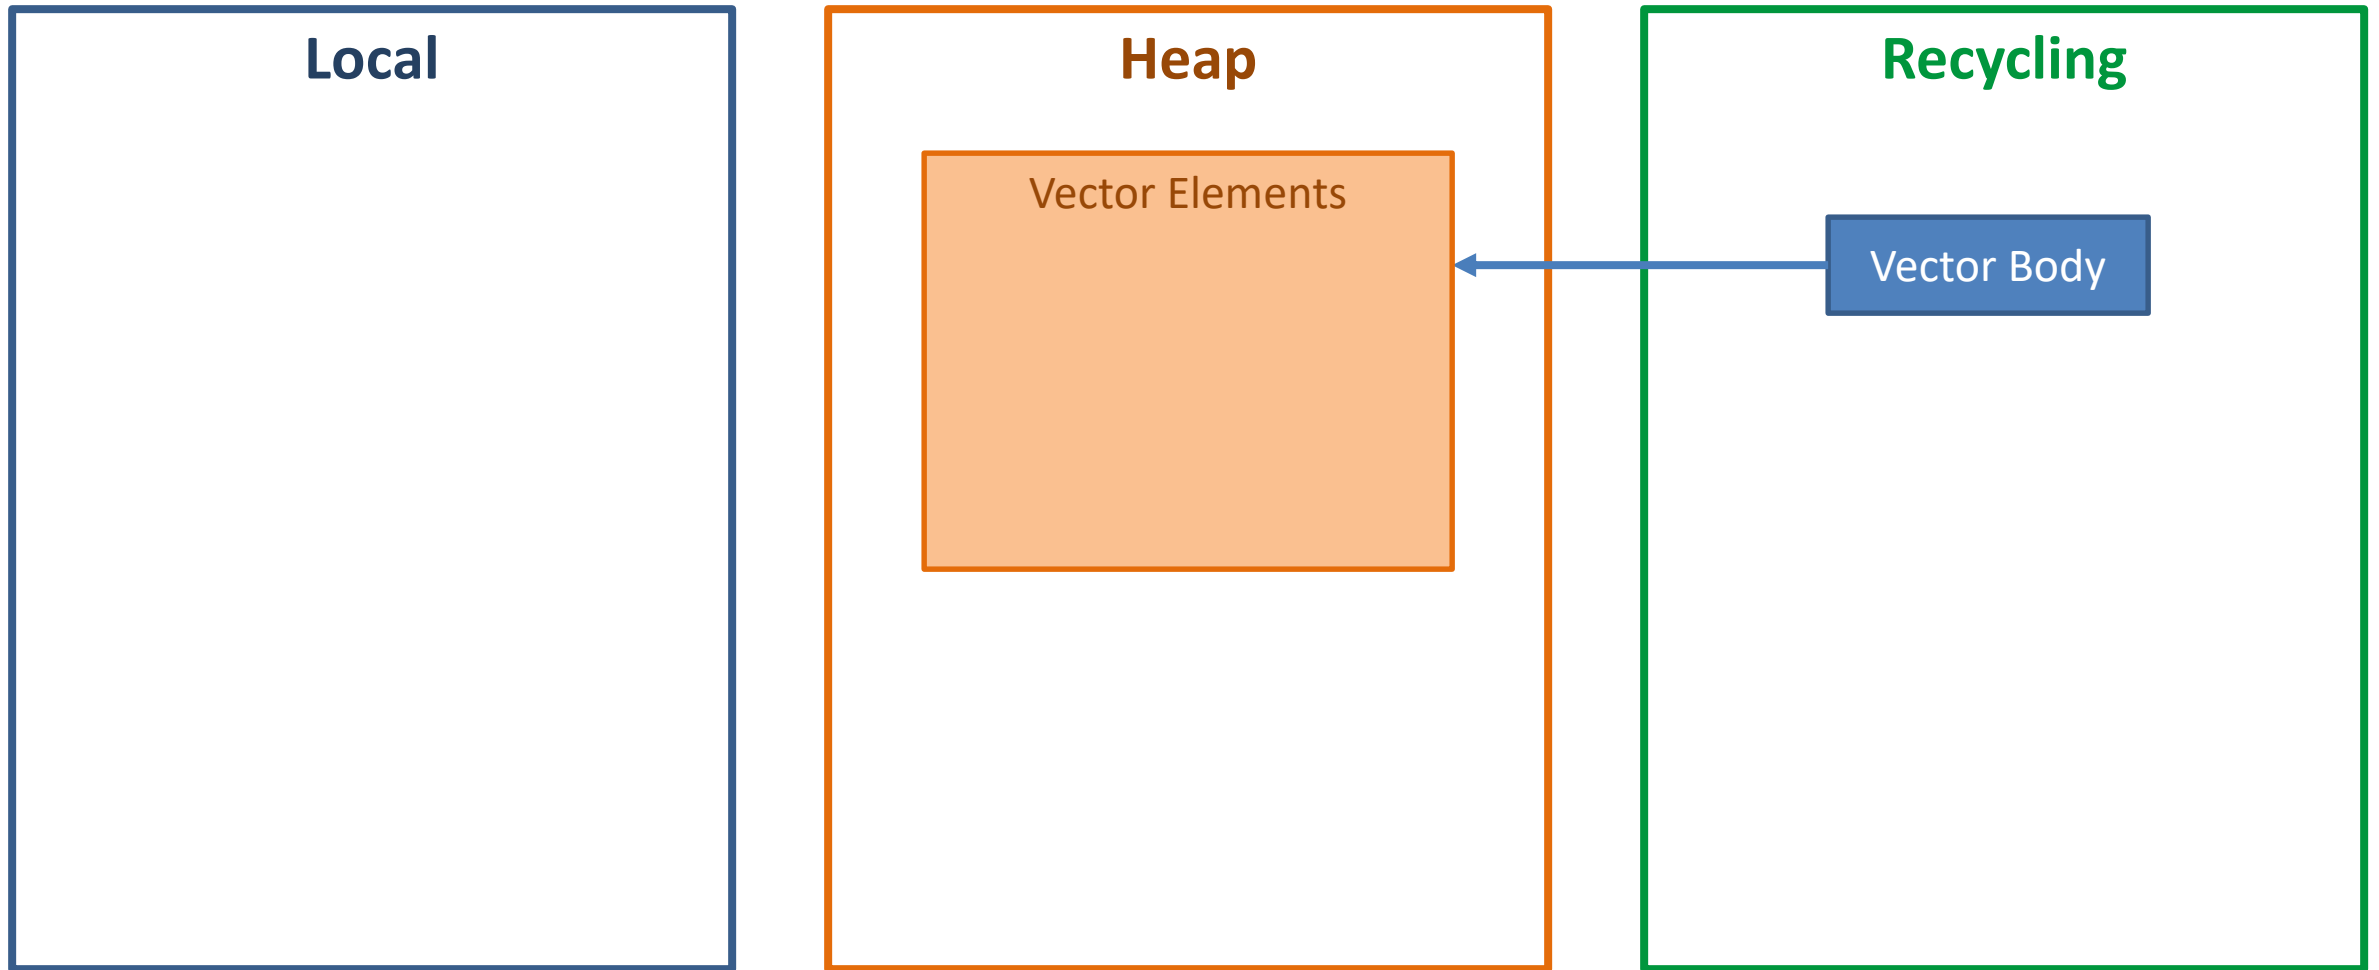 Local
Heap
Recycling
Vector Elements
Vector Body